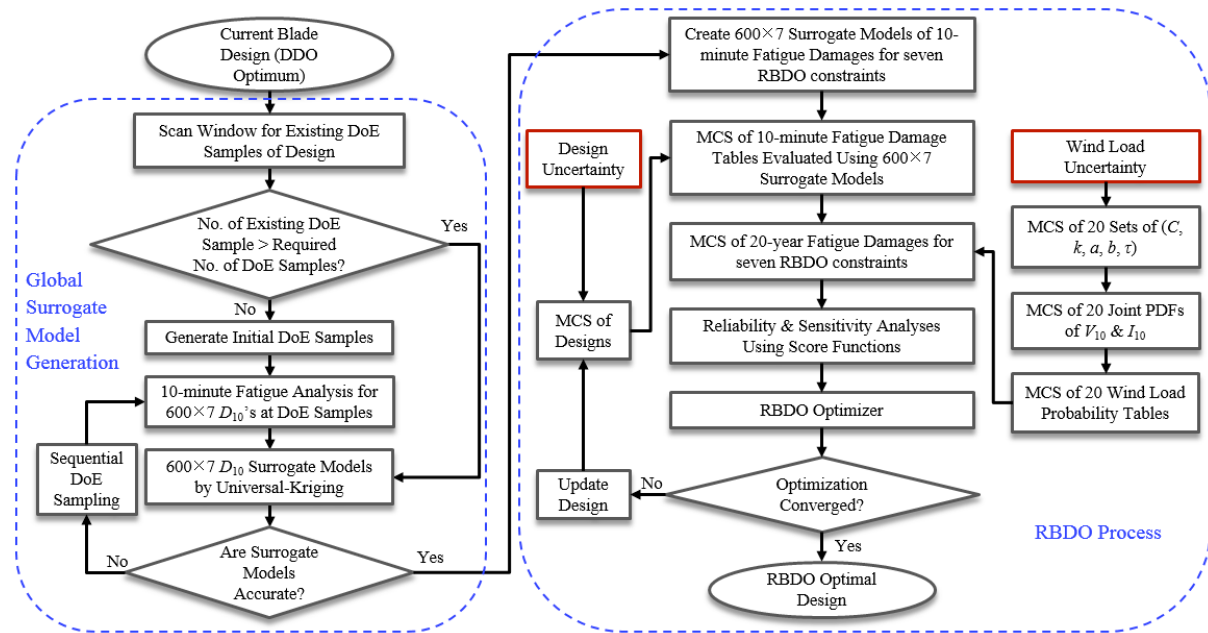 Current Blade
Design (DDO
Optimum)
Scan Window for Existing DoE
Samples of Design
No. of Existing DoE
Sample > Required
No. of DoE Samples?
Yes
No
Global
Surrogate
Model
Generation
Generate Initial DoE Samples
10-minute Fatigue Analysis for
600×7 D₁₀'s at DoE Samples
Sequential
DoE
Sampling
600×7 D₁₀ Surrogate Models
by Universal-Kriging
No
Are Surrogate
Models
Accurate?
Yes
Create 600×7 Surrogate Models of 10-
minute Fatigue Damages for seven
RBDO constraints
Design
Uncertainty
MCS of 10-minute Fatigue Damage
Tables Evaluated Using 600×7
Surrogate Models
Wind Load
Uncertainty
MCS of 20 Sets of (C,
k, a, b, τ)
MCS of 20-year Fatigue Damages for
seven RBDO constraints
MCS of
Designs
MCS of 20 Joint PDFs
of V₁₀ & I₁₀
Reliability & Sensitivity Analyses
Using Score Functions
MCS of 20 Wind Load
Probability Tables
RBDO Optimizer
Update
Design
No
Optimization
Converged?
Yes
RBDO Process
RBDO Optimal
Design